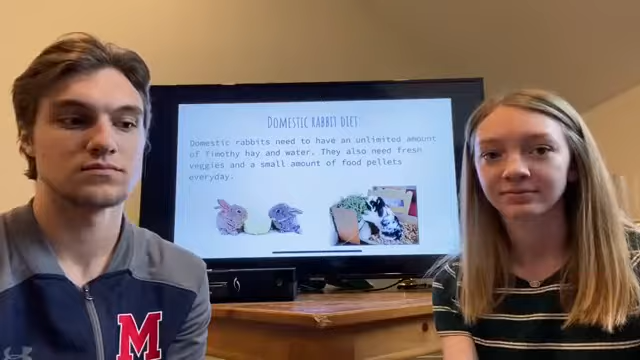 Domestic rabbit diet
Domestic rabbits need to have an unlimited amount
of Timothy hay and water. They also need fresh
veggies and a small amount of food pellets
everyday.
M